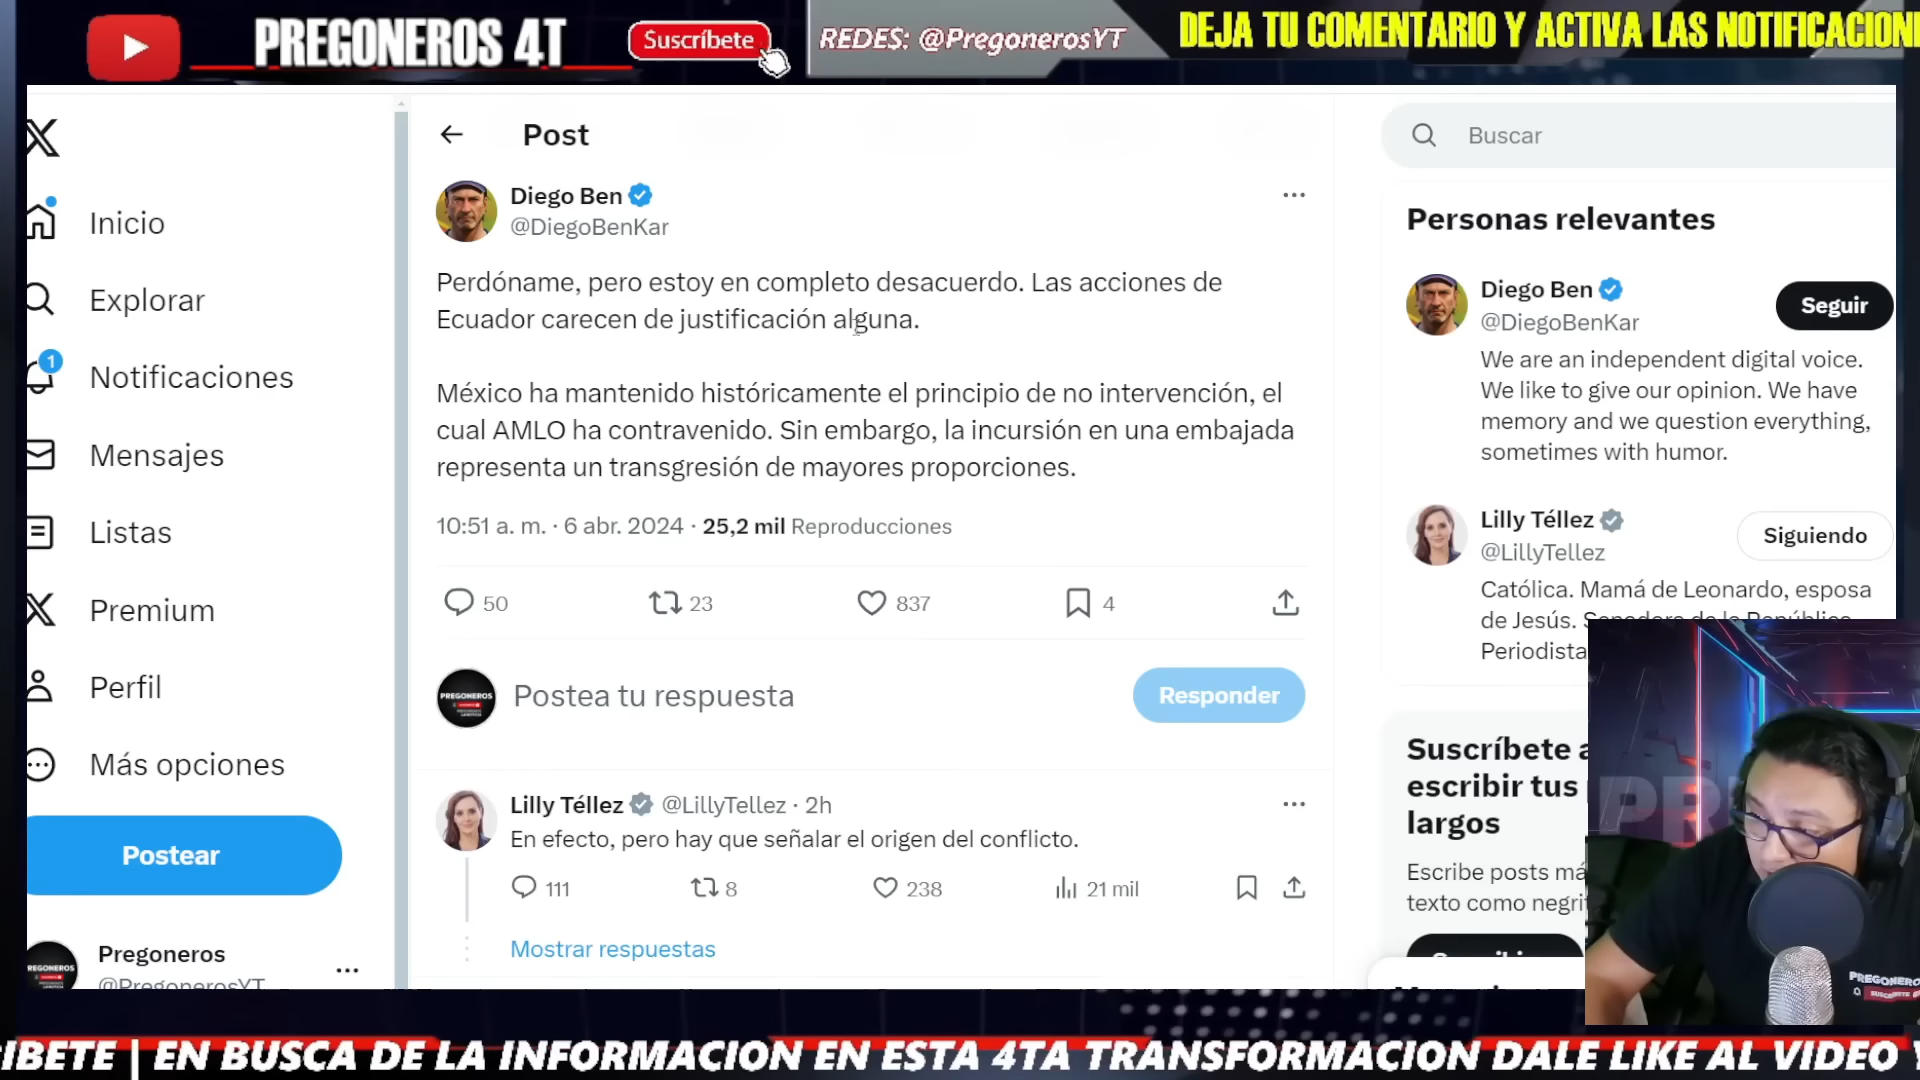 PREGONEROS 4T
Suscríbete
REDES: @PregonerosYT
DEJA TU COMENTARIO Y ACTIVA LAS NOTIFICACION
Inicio
Explorar
1
Notificaciones
Mensajes
Listas
Premium
Perfil
Más opciones
Postear
Pregoneros
@PregonerosYT
Post
Diego Ben
@DiegoBenKar
Perdóname, pero estoy en completo desacuerdo. Las acciones de
Ecuador carecen de justificación alguna.
México ha mantenido históricamente el principio de no intervención, el
cual AMLO ha contravenido. Sin embargo, la incursión en una embajada
representa un transgresión de mayores proporciones.
10:51 a. m. · 6 abr. 2024 · 25,2 mil Reproducciones
50 23 837 4
PREGONEROS
Postea tu respuesta
Responder
Lilly Téllez @LillyTellez · 2h
En efecto, pero hay que señalar el origen del conflicto.
111 8 238 21 mil
Mostrar respuestas
Buscar
Personas relevantes
Diego Ben
@DiegoBenKar
Seguir
We are an independent digital voice.
We like to give our opinion. We have
memory and we question everything,
sometimes with humor.
Lilly Téllez
@LillyTellez
Siguiendo
Católica. Mamá de Leonardo, esposa
de Jesús. Senadora de la República.
Periodista
Suscríbete a
escribir tus
largos
Escribe posts má
texto como negrit
PREGONEROS
SUSCRIBETE
IBETE | EN BUSCA DE LA INFORMACION EN ESTA 4TA TRANSFORMACION DALE LIKE AL VIDEO Y